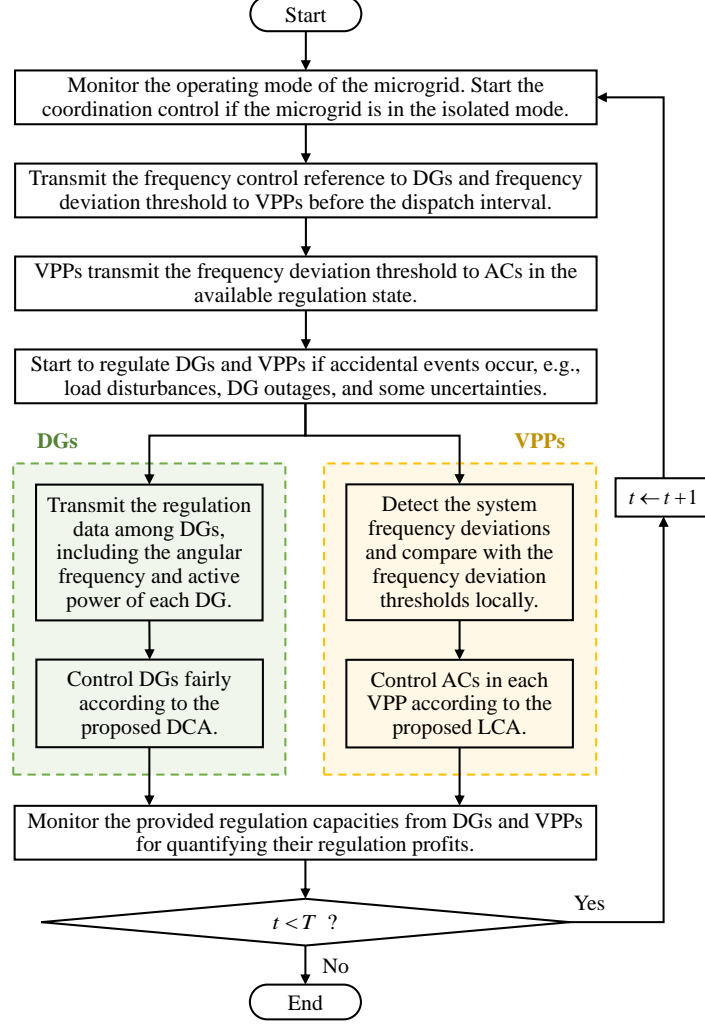 Start
Monitor the operating mode of the microgrid. Start the
coordination control if the microgrid is in the isolated mode.
Transmit the frequency control reference to DGs and frequency
deviation threshold to VPPs before the dispatch interval.
VPPs transmit the frequency deviation threshold to ACs in the
available regulation state.
Start to regulate DGs and VPPs if accidental events occur, e.g.,
load disturbances, DG outages, and some uncertainties.
DGs
Transmit the regulation
data among DGs,
including the angular
frequency and active
power of each DG.
Control DGs fairly
according to the
proposed DCA.
VPPs
Detect the system
frequency deviations
and compare with the
frequency deviation
thresholds locally.
Control ACs in each
VPP according to the
proposed LCA.
t ← t +1
Monitor the provided regulation capacities from DGs and VPPs
for quantifying their regulation profits.
t < T ?
Yes
No
End